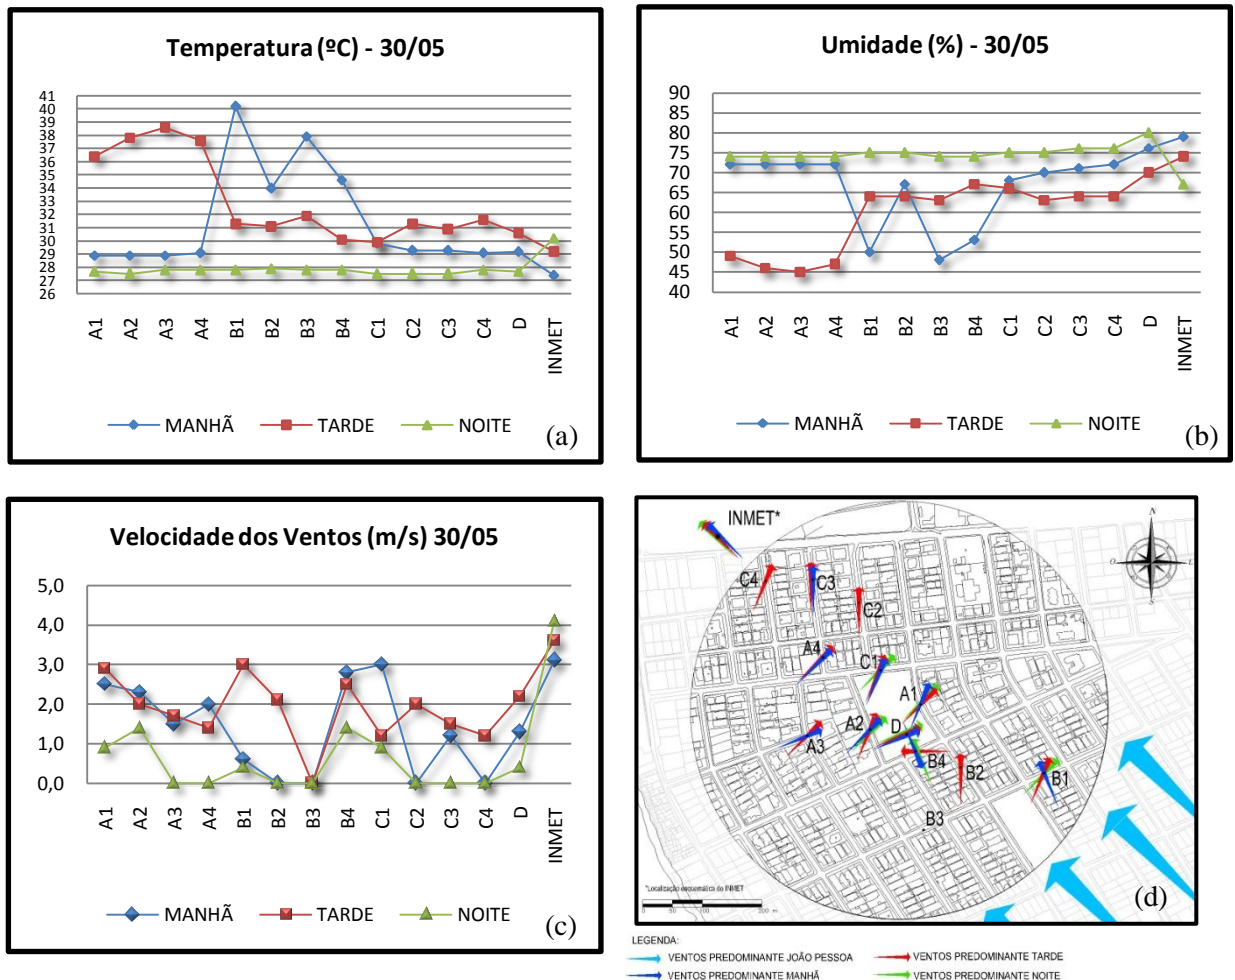 Temperatura (ºC) - 30/05
41
40
39
38
37
36
35
34
33
32
31
30
29
28
27
26
A1
A2
A3
A4
B1
B2
B3
B4
C1
C2
C3
C4
D
INMET
MANHÃ TARDE NOITE
(a)
Umidade (%) - 30/05
90
85
80
75
70
65
60
55
50
45
40
A1
A2
A3
A4
B1
B2
B3
B4
C1
C2
C3
C4
D
INMET
MANHÃ TARDE NOITE
(b)
Velocidade dos Ventos (m/s) 30/05
5,0
4,0
3,0
2,0
1,0
0,0
A1
A2
A3
A4
B1
B2
B3
B4
C1
C2
C3
C4
D
INMET
MANHÃ TARDE NOITE
(c)
INMET*
N
O
L
S
C4
C3
C2
A4
C1
A1
A3
A2
D
B4
B2
B1
B3
*Localização esquemática do INMET
0 50 100 200 m
(d)
LEGENDA:
VENTOS PREDOMINANTE JOÃO PESSOA VENTOS PREDOMINANTE TARDE
VENTOS PREDOMINANTE MANHÃ VENTOS PREDOMINANTE NOITE